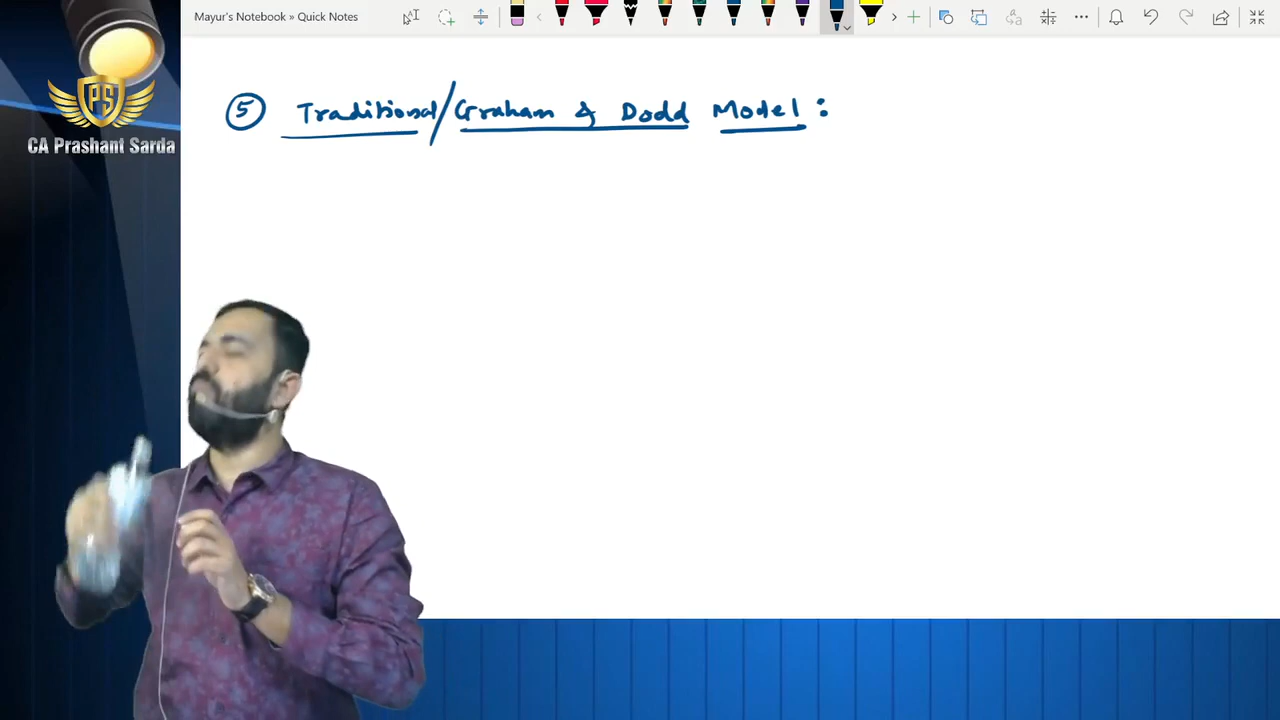 Mayur's Notebook » Quick Notes
PS
CA Prashant Sarda
⑤ Traditional/Graham & Dodd Model: